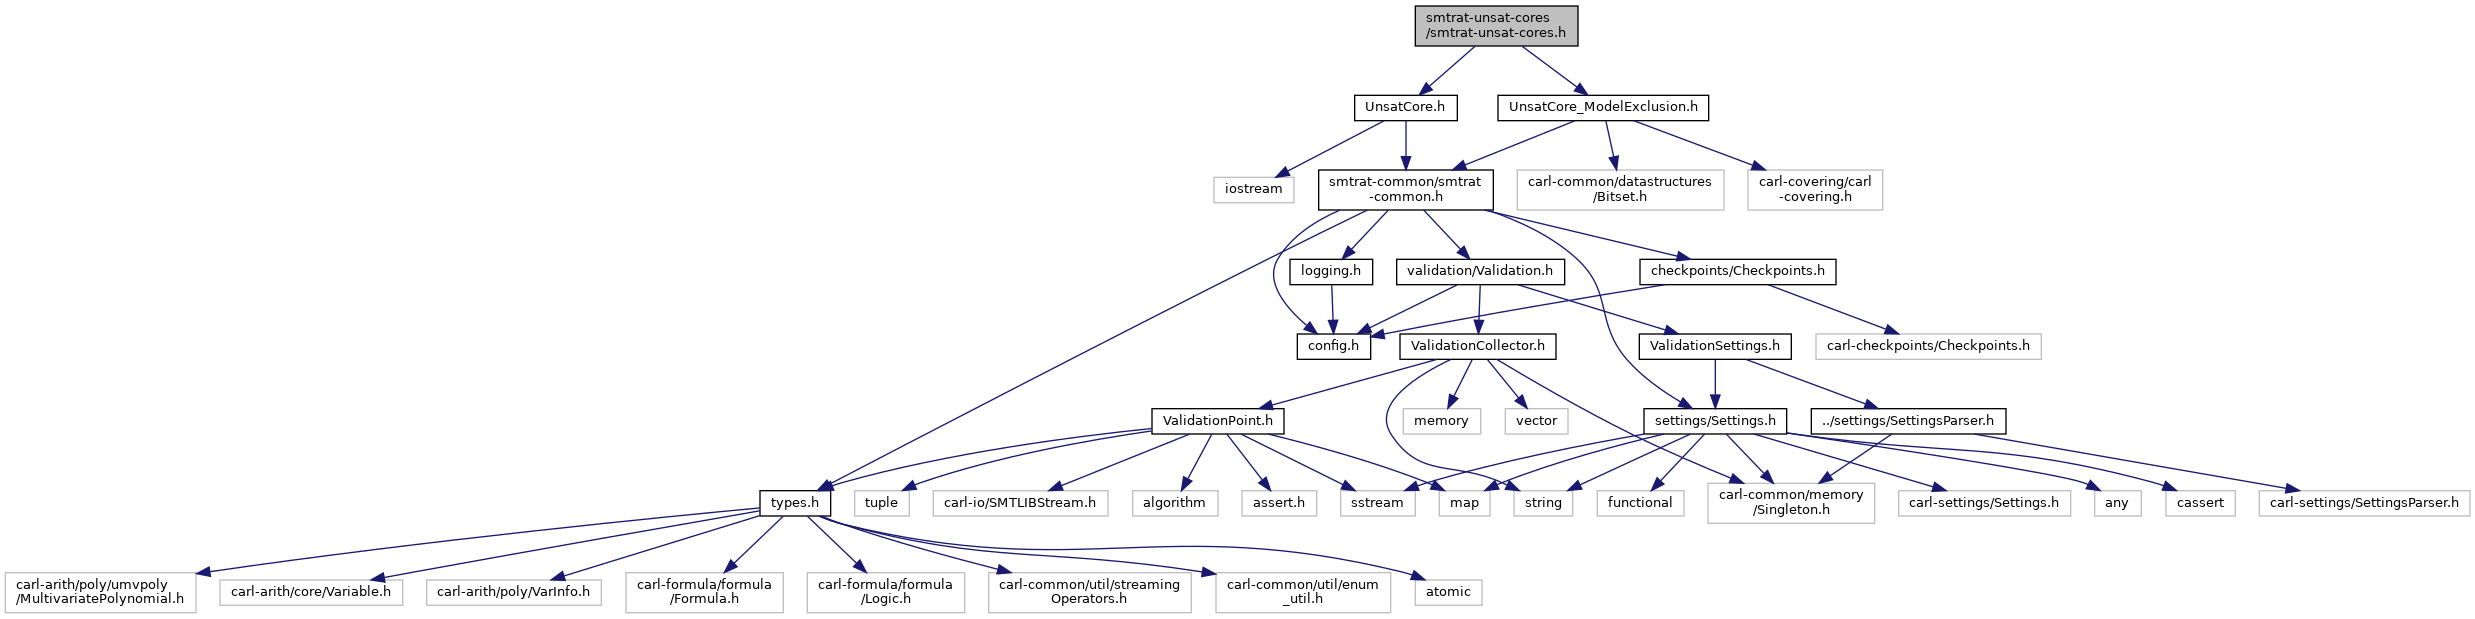 smtrat-unsat-cores
/smtrat-unsat-cores.h
UnsatCore.h
UnsatCore_ModelExclusion.h
iostream
smtrat-common/smtrat
-common.h
carl-common/datastructures
/Bitset.h
carl-covering/carl
-covering.h
logging.h
validation/Validation.h
checkpoints/Checkpoints.h
config.h
ValidationCollector.h
ValidationSettings.h
carl-checkpoints/Checkpoints.h
ValidationPoint.h
memory
vector
settings/Settings.h
../settings/SettingsParser.h
types.h
tuple
carl-io/SMTLIBStream.h
algorithm
assert.h
sstream
map
string
functional
carl-common/memory
/Singleton.h
carl-settings/Settings.h
any
cassert
carl-settings/SettingsParser.h
carl-arith/poly/umvpoly
/MultivariatePolynomial.h
carl-arith/core/Variable.h
carl-arith/poly/VarInfo.h
carl-formula/formula
/Formula.h
carl-formula/formula
/Logic.h
carl-common/util/streaming
Operators.h
carl-common/util/enum
_util.h
atomic